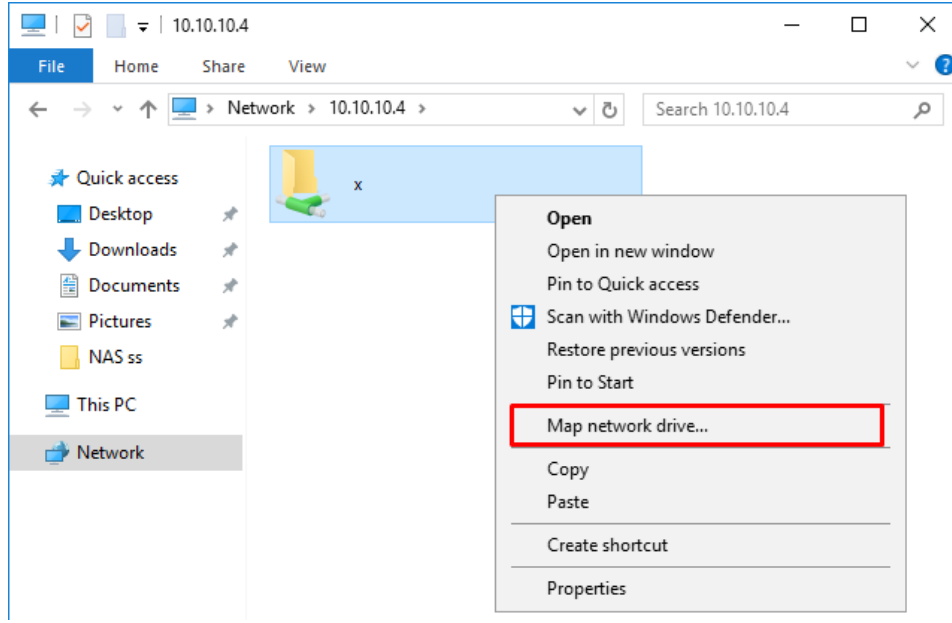 10.10.10.4
File Home Share View
Network 10.10.10.4
Search 10.10.10.4
Quick access
Desktop
Downloads
Documents
Pictures
NAS ss
This PC
Network
x
Open
Open in new window
Pin to Quick access
Scan with Windows Defender...
Restore previous versions
Pin to Start
Map network drive...
Copy
Paste
Create shortcut
Properties